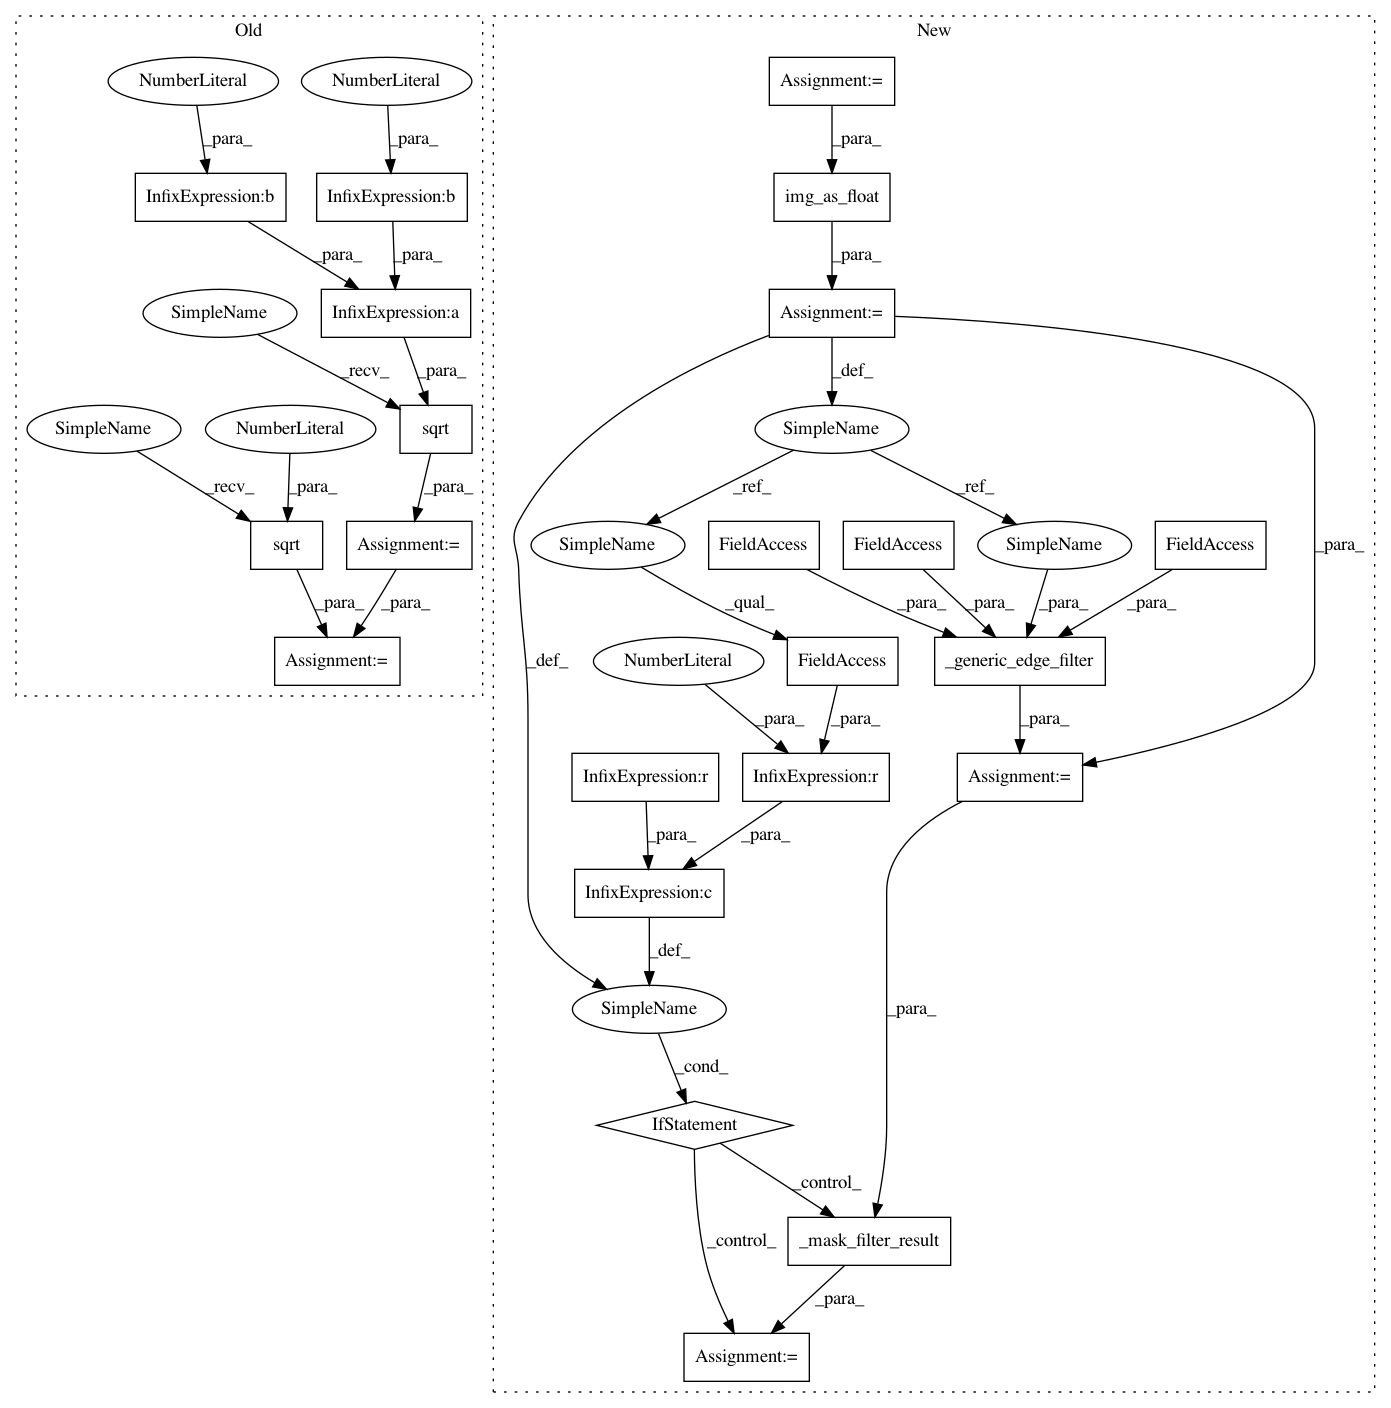 Old
New
NumberLiteral
NumberLiteral
Assignment:=
_para_
_para_
_para_
InfixExpression:b
InfixExpression:b
img_as_float
_para_
_para_
_para_
SimpleName
InfixExpression:a
Assignment:=
_recv_
_para_
_def_
SimpleName
NumberLiteral
sqrt
SimpleName
_recv_
_para_
_para_
_ref_
_ref_
sqrt
Assignment:=
SimpleName
FieldAccess
FieldAccess
SimpleName
FieldAccess
_para_
_para_
_para_
_qual_
_para_
_para_
_para_
_para_
Assignment:=
_def_
NumberLiteral
FieldAccess
_generic_edge_filter
_para_
_para_
_para_
InfixExpression:r
InfixExpression:r
Assignment:=
_para_
_para_
InfixExpression:c
_def_
SimpleName
_para_
_cond_
IfStatement
_control_
_control_
_mask_filter_result
_para_
Assignment:=